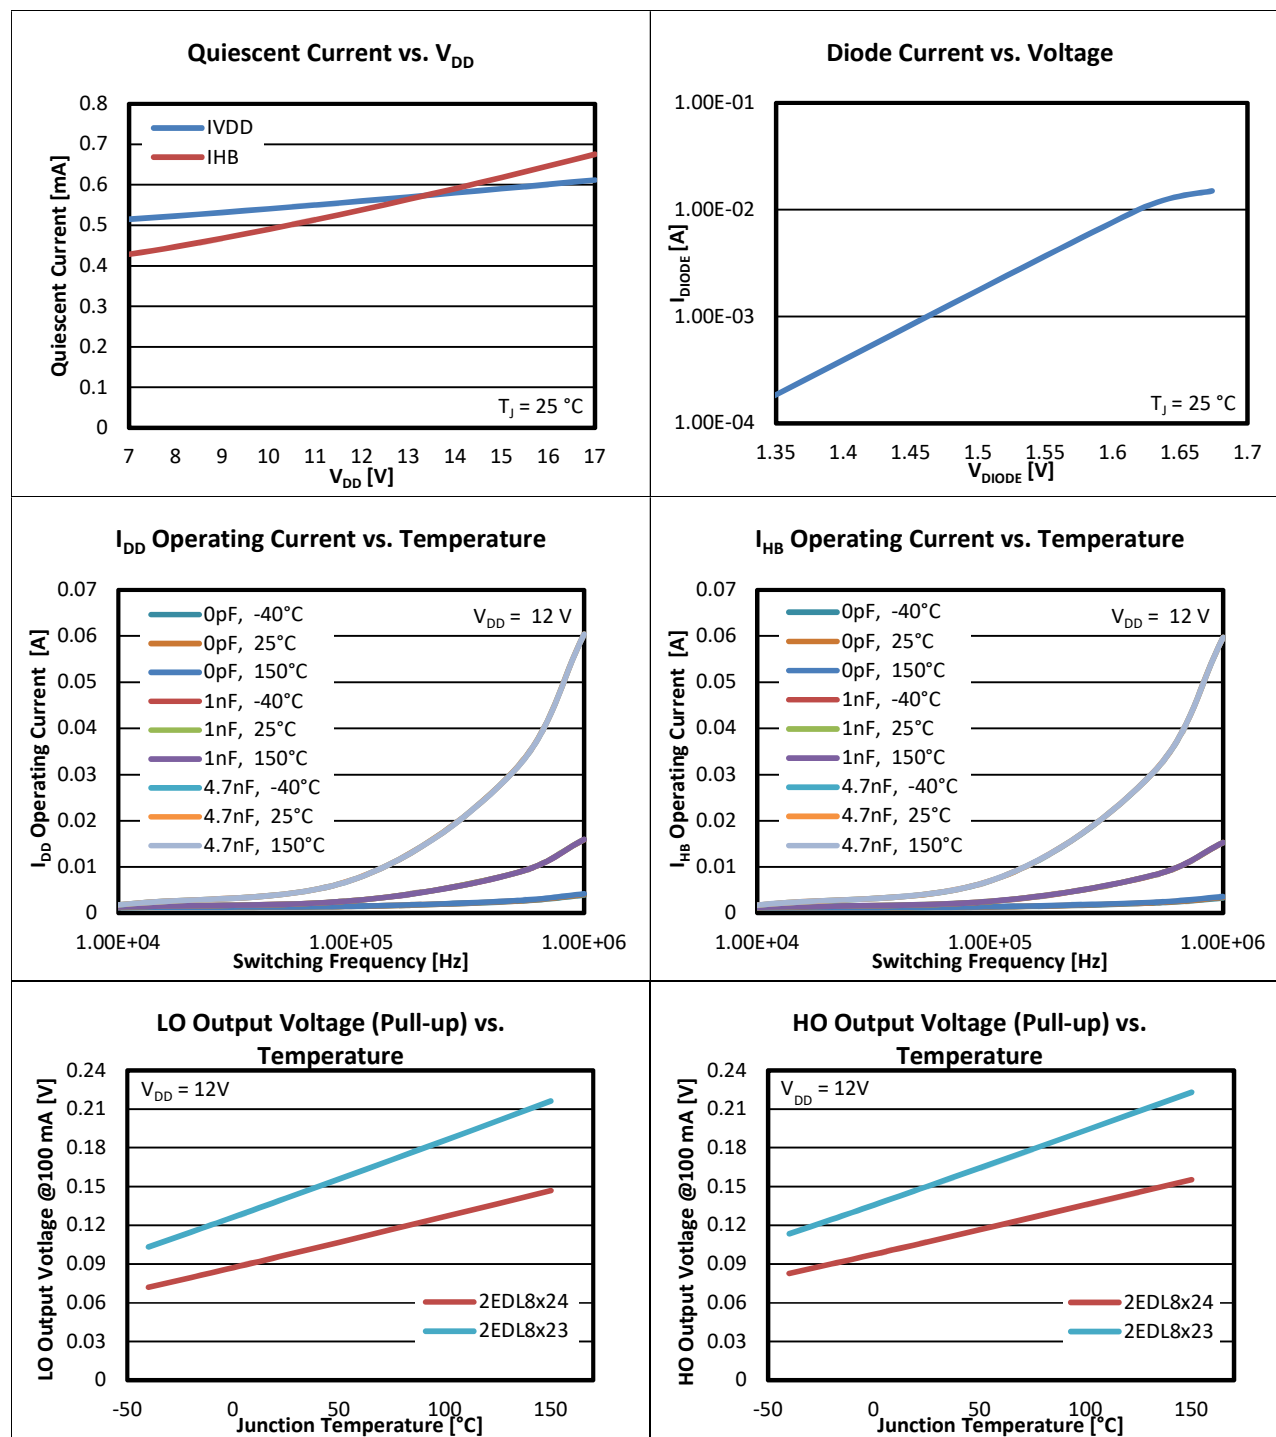 Quiescent Current vs. VDD
Quiescent Current [mA]
0.8
0.7
0.6
0.5
0.4
0.3
0.2
0.1
0
IVDD
IHB
TJ = 25 °C
7 8 9 10 11 12 13 14 15 16 17
VDD [V]
Diode Current vs. Voltage
IDIODE [A]
1.00E-01
1.00E-02
1.00E-03
1.00E-04
TJ = 25 °C
1.35 1.4 1.45 1.5 1.55 1.6 1.65 1.7
VDIODE [V]
IDD Operating Current vs. Temperature
IDD Operating Current [A]
0.07
0.06
0.05
0.04
0.03
0.02
0.01
0
0pF, -40°C
0pF, 25°C
0pF, 150°C
1nF, -40°C
1nF, 25°C
1nF, 150°C
4.7nF, -40°C
4.7nF, 25°C
4.7nF, 150°C
VDD = 12 V
1.00E+04 1.00E+05 1.00E+06
Switching Frequency [Hz]
IHB Operating Current vs. Temperature
IHB Operating Current [A]
0.07
0.06
0.05
0.04
0.03
0.02
0.01
0
0pF, -40°C
0pF, 25°C
0pF, 150°C
1nF, -40°C
1nF, 25°C
1nF, 150°C
4.7nF, -40°C
4.7nF, 25°C
4.7nF, 150°C
VDD = 12 V
1.00E+04 1.00E+05 1.00E+06
Switching Frequency [Hz]
LO Output Voltage (Pull-up) vs.
Temperature
LO Output Votlage @100 mA [V]
0.24
0.21
0.18
0.15
0.12
0.09
0.06
0.03
0
VDD = 12V
2EDL8x24
2EDL8x23
-50 0 50 100 150
Junction Temperature [°C]
HO Output Voltage (Pull-up) vs.
Temperature
HO Output Votlage @100 mA [V]
0.24
0.21
0.18
0.15
0.12
0.09
0.06
0.03
0
VDD = 12V
2EDL8x24
2EDL8x23
-50 0 50 100 150
Junction Temperature [°C]